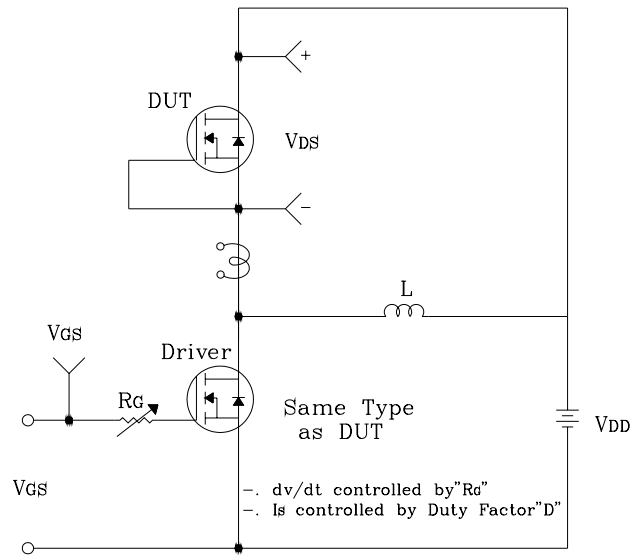 +
DUT
VDS
-
L
VGS
Driver
RG
Same Type
as DUT
VDD
VGS
-. dv/dt controlled by"RG"
-. Is controlled by Duty Factor"D"